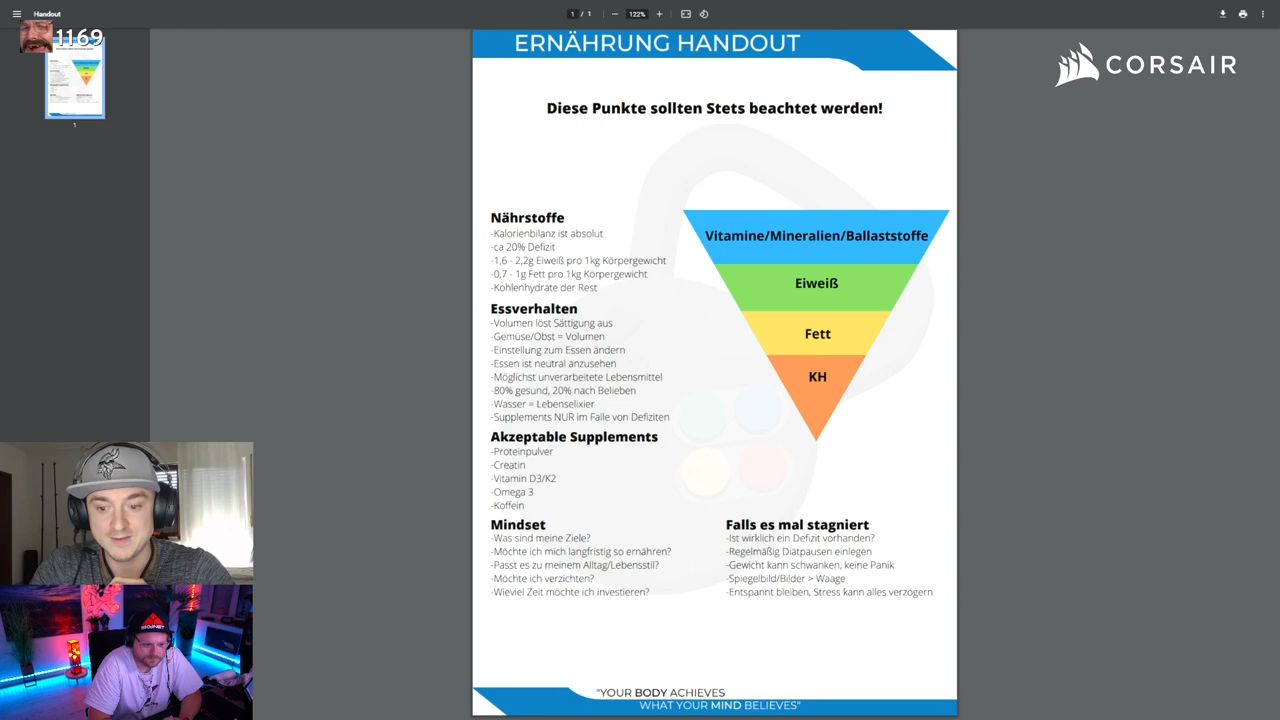 Handout
1 / 1
122%
1169
1
CORSAIR
ERNÄHRUNG HANDOUT
Diese Punkte sollten Stets beachtet werden!
Nährstoffe
-Kalorienbilanz ist absolut
-ca 20% Defizit
-1,6 - 2,2g Eiweiß pro 1kg Körpergewicht
-0,7 - 1g Fett pro 1kg Körpergewicht
-Kohlenhydrate der Rest
Vitamine/Mineralien/Ballaststoffe
Eiweiß
Fett
KH
Essverhalten
-Volumen löst Sättigung aus
-Gemüse/Obst = Volumen
-Einstellung zum Essen ändern
-Essen ist neutral anzusehen
-Möglichst unverarbeitete Lebensmittel
-80% gesund, 20% nach Belieben
-Wasser = Lebenselixier
-Supplements NUR im Falle von Defiziten
Akzeptable Supplements
-Proteinpulver
-Creatin
-Vitamin D3/K2
-Omega 3
-Koffein
Mindset
-Was sind meine Ziele?
-Möchte ich mich langfristig so ernähren?
-Passt es zu meinem Alltag/Lebensstil?
-Möchte ich verzichten?
-Wieviel Zeit möchte ich investieren?
Falls es mal stagniert
-Ist wirklich ein Defizit vorhanden?
-Regelmäßig Diätpausen einlegen
-Gewicht kann schwanken, keine Panik
-Spiegelbild/Bilder > Waage
-Entspannt bleiben, Stress kann alles verzögern
"YOUR BODY ACHIEVES
WHAT YOUR MIND BELIEVES"